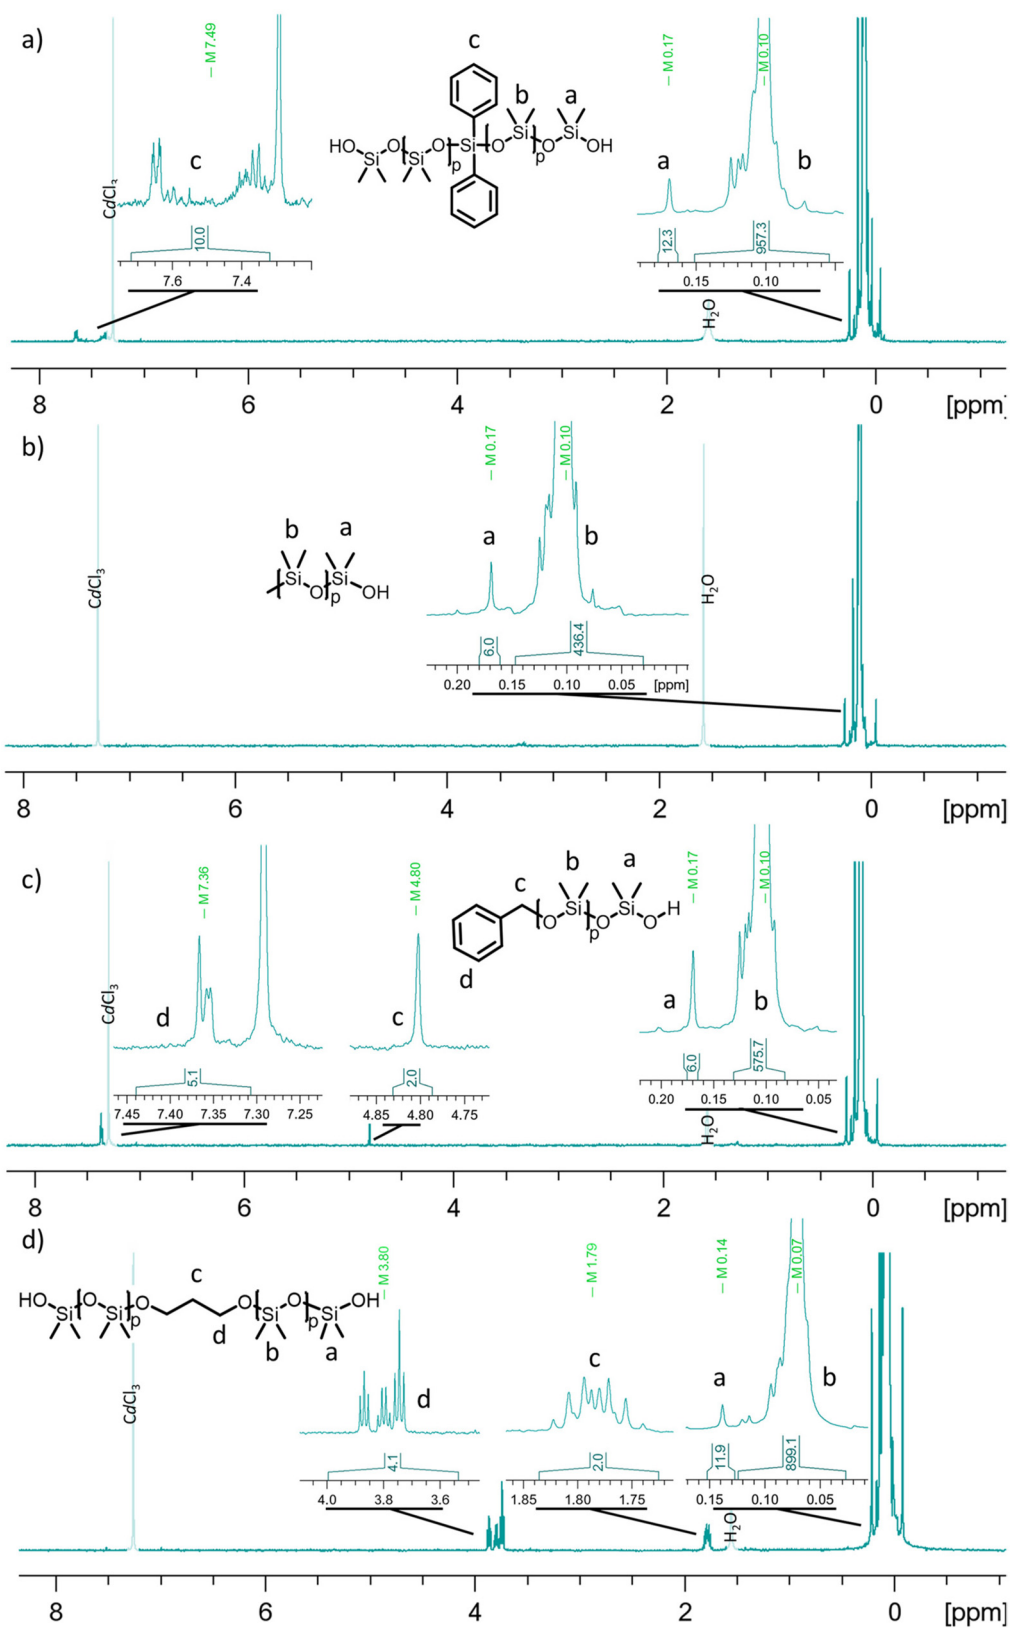 a)
— M 7.49
c
— M 0.17
— M 0.10
b
a
HO
Si
O
Si
O
p
Si
O
Si
p
O
Si
OH
c
a
b
CdCl3
10.0
12.3
957.3
7.6
7.4
0.15
0.10
H2O
8
6
4
2
0
[ppm]
b)
— M 0.17
— M 0.10
b
a
Si
O
Si
p
OH
a
b
CdCl3
H2O
6.0
436.4
0.20
0.15
0.10
0.05
[ppm]
8
6
4
2
0
[ppm]
c)
— M 7.36
— M 4.80
— M 0.17
— M 0.10
b
a
c
O
Si
p
O
Si
O
H
d
CdCl3
d
c
a
b
5.1
2.0
6.0
575.7
7.45
7.40
7.35
7.30
7.25
4.85
4.80
4.75
0.20
0.15
0.10
0.05
H2O
8
6
4
2
0
[ppm]
d)
— M 3.80
— M 1.79
— M 0.14
— M 0.07
c
HO
Si
O
Si
p
O
O
Si
O
p
Si
OH
d
b
a
CdCl3
d
c
a
b
4.1
2.0
11.9
899.1
4.0
3.8
3.6
1.85
1.80
1.75
0.15
0.10
0.05
H2O
8
6
4
2
0
[ppm]